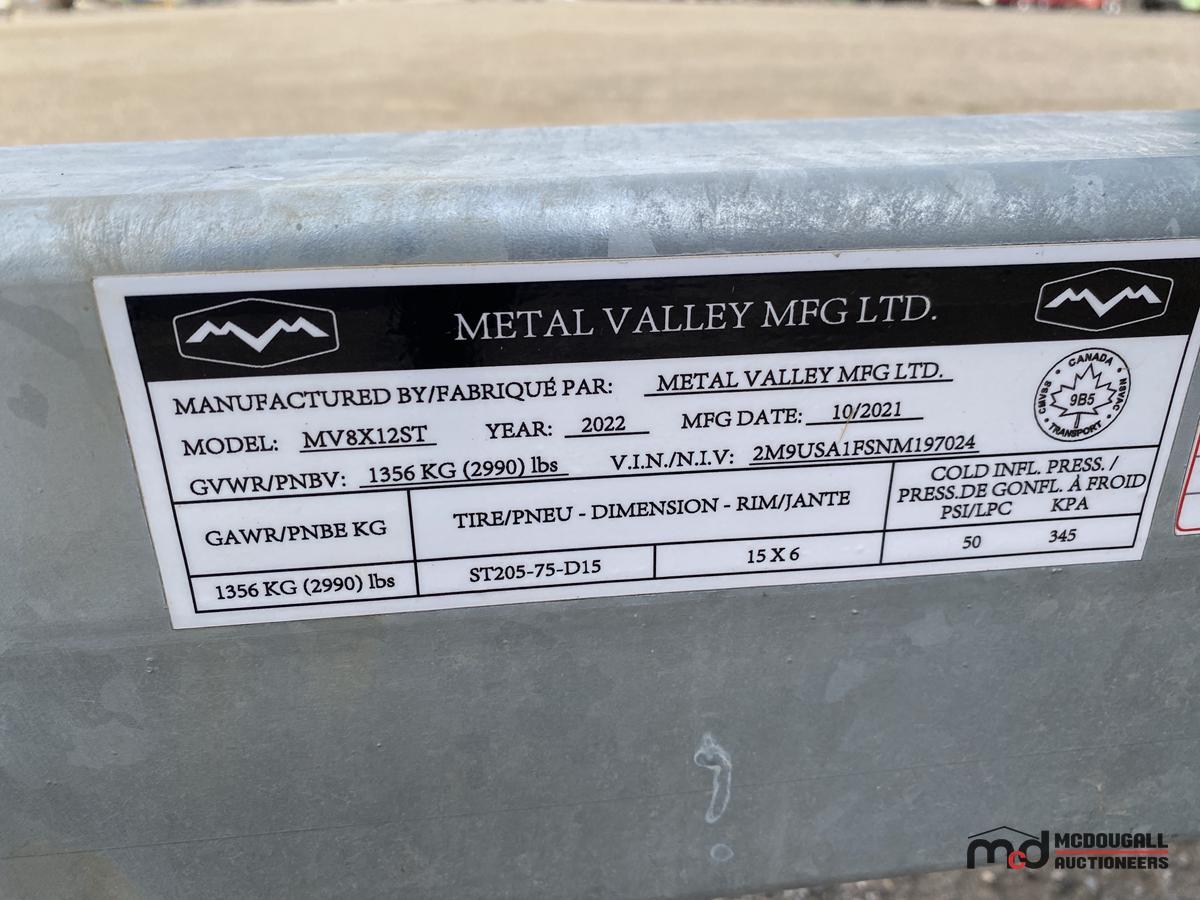 METAL VALLEY MFG LTD.
MANUFACTURED BY/FABRIQUÉ PAR: METAL VALLEY MFG LTD.
MODEL: MV8X12ST YEAR: 2022 MFG DATE: 10/2021
GVWR/PNBV: 1356 KG (2990) lbs V.I.N./N.I.V: 2M9USA1FSNM197024
CANADA
CMVSS 9B5 NSVAC
TRANSPORT
GAWR/PNBE KG
TIRE/PNEU - DIMENSION - RIM/JANTE
COLD INFL. PRESS. /
PRESS.DE GONFL. À FROID
PSI/LPC KPA
1356 KG (2990) lbs ST205-75-D15 15 X 6 50 345
mcd MCDOUGALL
AUCTIONEERS